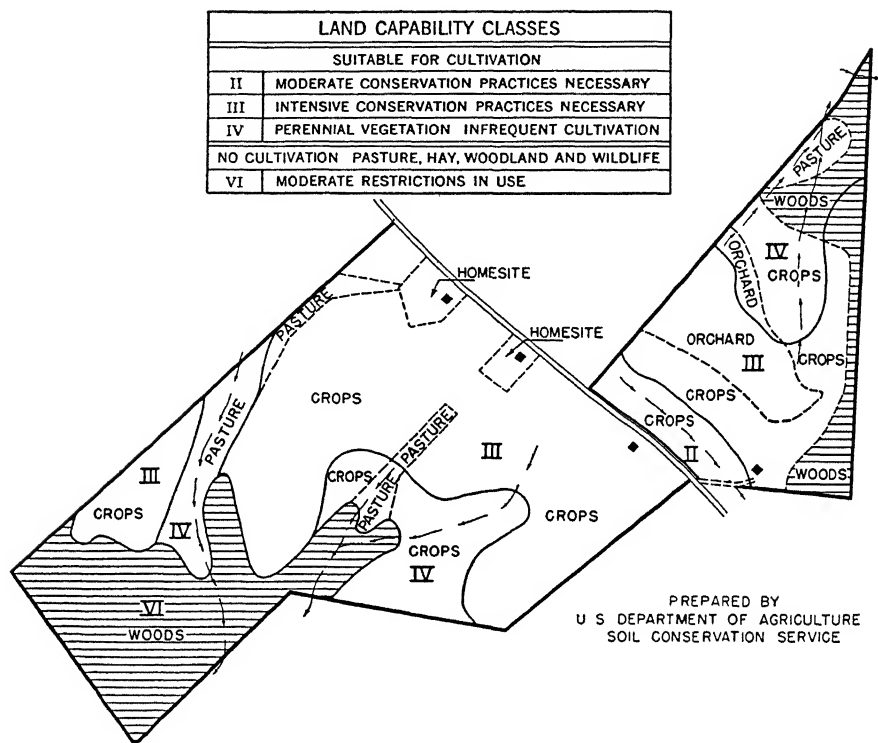 LAND CAPABILITY CLASSES
SUITABLE FOR CULTIVATION
II MODERATE CONSERVATION PRACTICES NECESSARY
III INTENSIVE CONSERVATION PRACTICES NECESSARY
IV PERENNIAL VEGETATION INFREQUENT CULTIVATION
NO CULTIVATION PASTURE, HAY, WOODLAND AND WILDLIFE
VI MODERATE RESTRICTIONS IN USE
PASTURE
WOODS
IV
CROPS
ORCHARD
ORCHARD
III
CROPS
CROPS
CROPS
II
WOODS
HOMESITE
HOMESITE
PASTURE
CROPS
PASTURE
PASTURE
III
CROPS
PASTURE
III
CROPS
IV
CROPS
CROPS
IV
VI
WOODS
PREPARED BY
U S DEPARTMENT OF AGRICULTURE
SOIL CONSERVATION SERVICE